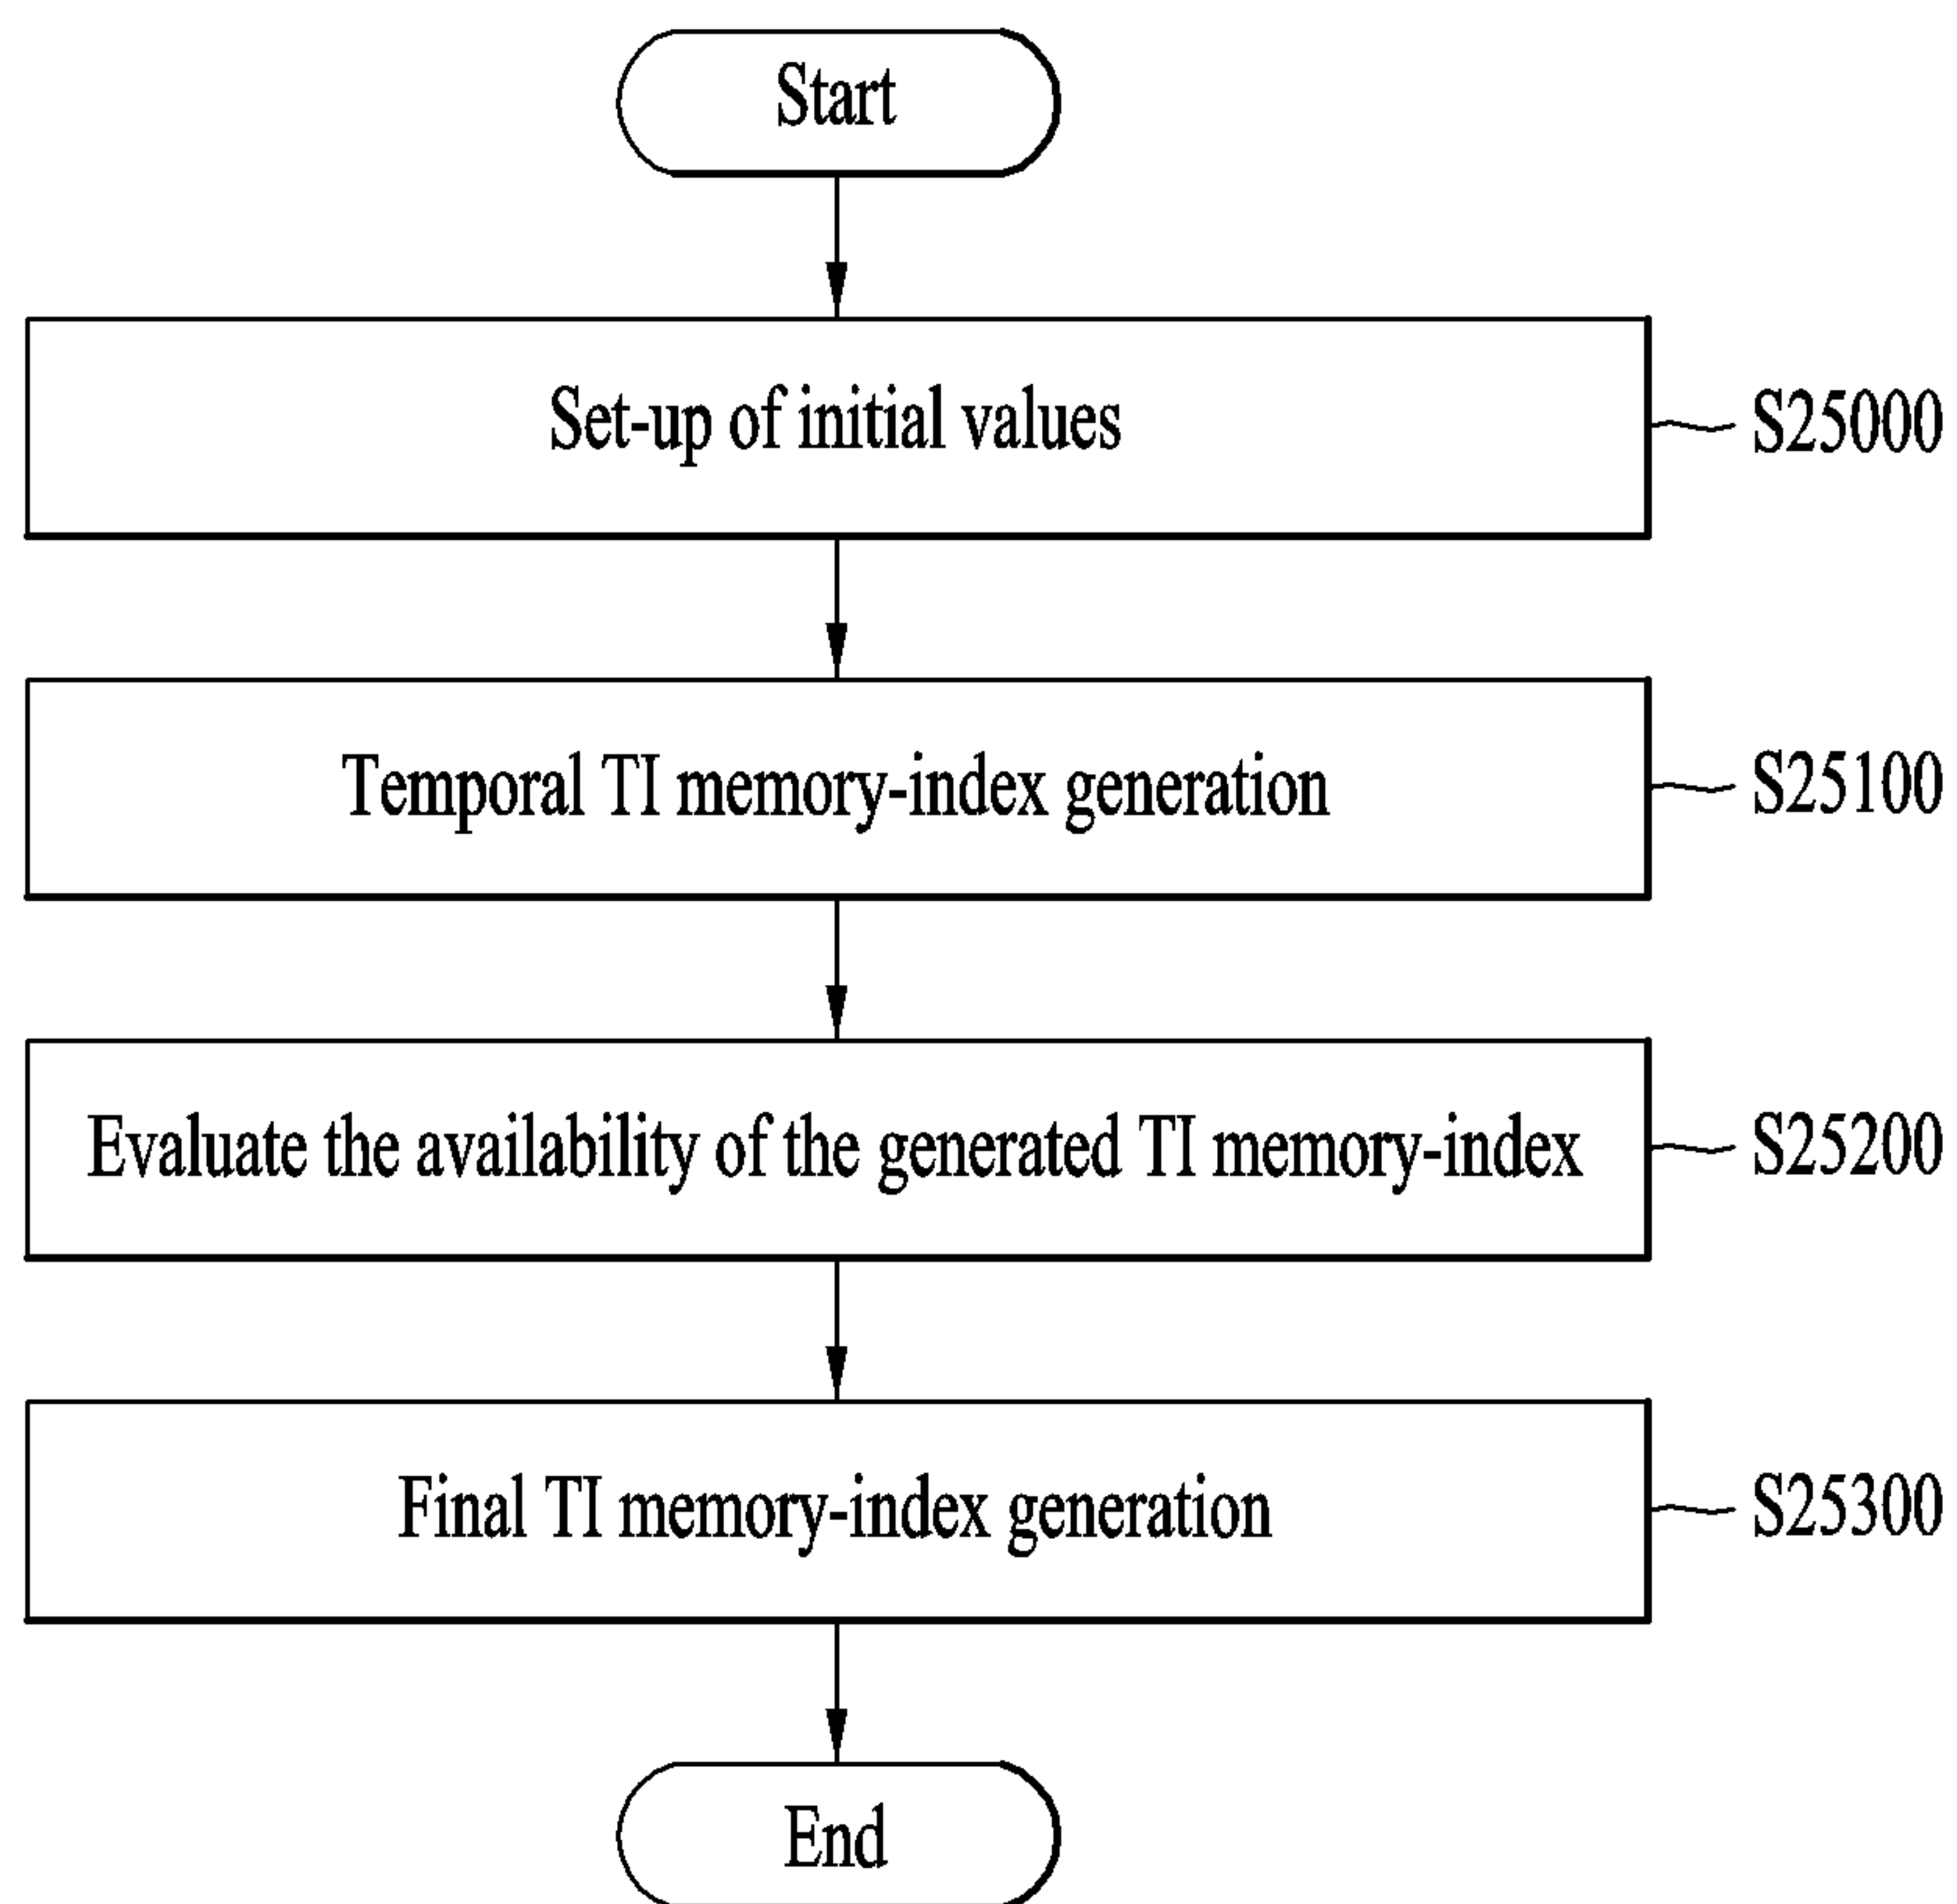 Start
Set-up of initial values
S25000
Temporal TI memory-index generation
S25100
Evaluate the availability of the generated TI memory-index
S25200
Final TI memory-index generation
S25300
End